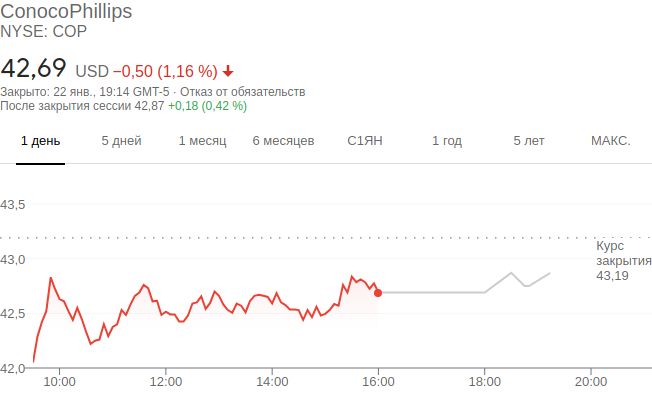 ConocoPhillips
NYSE: COP
42,69 USD −0,50 (1,16 %)
Закрыто: 22 янв., 19:14 GMT-5 · Отказ от обязательств
После закрытия сессии 42,87 +0,18 (0,42 %)
1 день 5 дней 1 месяц 6 месяцев С1ЯН 1 год 5 лет МАКС.
43,5
Курс
закрытия
43,19
43,0
42,5
42,0
10:00 12:00 14:00 16:00 18:00 20:00